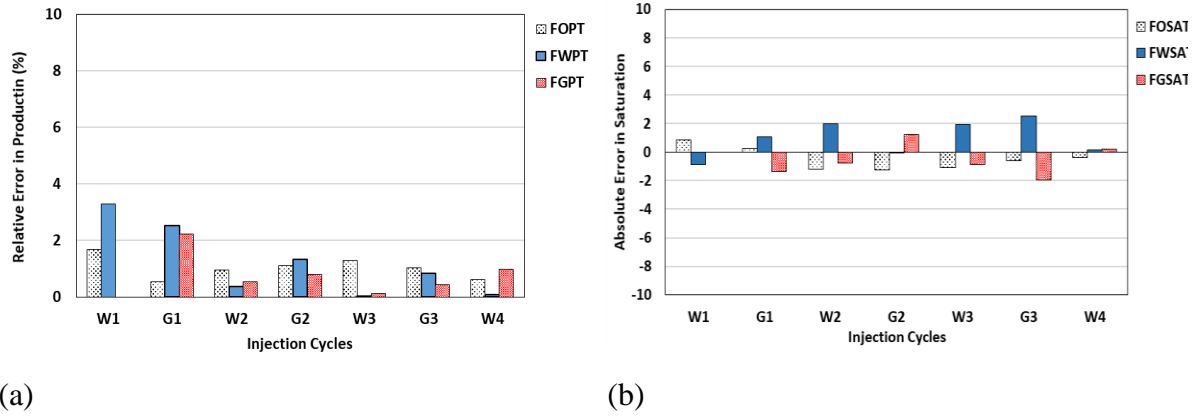 Relative Error in Productin (%)
10
8
6
4
2
0
W1 G1 W2 G2 W3 G3 W4
Injection Cycles
FOPT
FWPT
FGPT
(a)
Absolute Error in Saturation
10
8
6
4
2
0
-2
-4
-6
-8
-10
W1 G1 W2 G2 W3 G3 W4
Injection Cycles
FOSAT
FWSAT
FGSAT
(b)